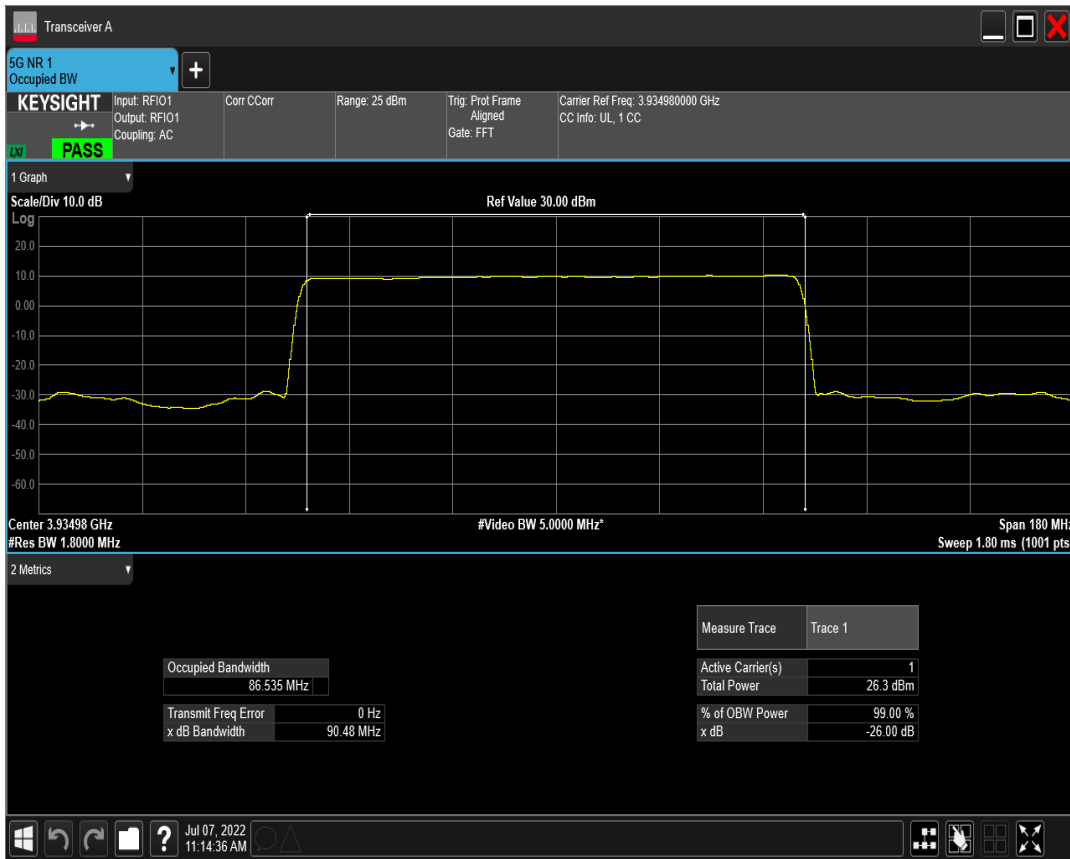 Transceiver A
5G NR 1
Occupied BW
+
KEYSIGHT
LXI
PASS
Input: RFIO1
Output: RFIO1
Coupling: AC
Corr CCorr
Range: 25 dBm
Trig: Prot Frame
Aligned
Gate: FFT
Carrier Ref Freq: 3.934980000 GHz
CC Info: UL, 1 CC
1 Graph
Scale/Div 10.0 dB
Ref Value 30.00 dBm
Log
20.0
10.0
0.00
-10.0
-20.0
-30.0
-40.0
-50.0
-60.0
Center 3.93498 GHz
#Video BW 5.0000 MHz*
Span 180 MHz
#Res BW 1.8000 MHz
Sweep 1.80 ms (1001 pts
2 Metrics
Measure Trace Trace 1
Occupied Bandwidth
86.535 MHz
Active Carrier(s) 1
Total Power 26.3 dBm
Transmit Freq Error 0 Hz
x dB Bandwidth 90.48 MHz
% of OBW Power 99.00 %
x dB -26.00 dB
?
Jul 07, 2022
11:14:36 AM